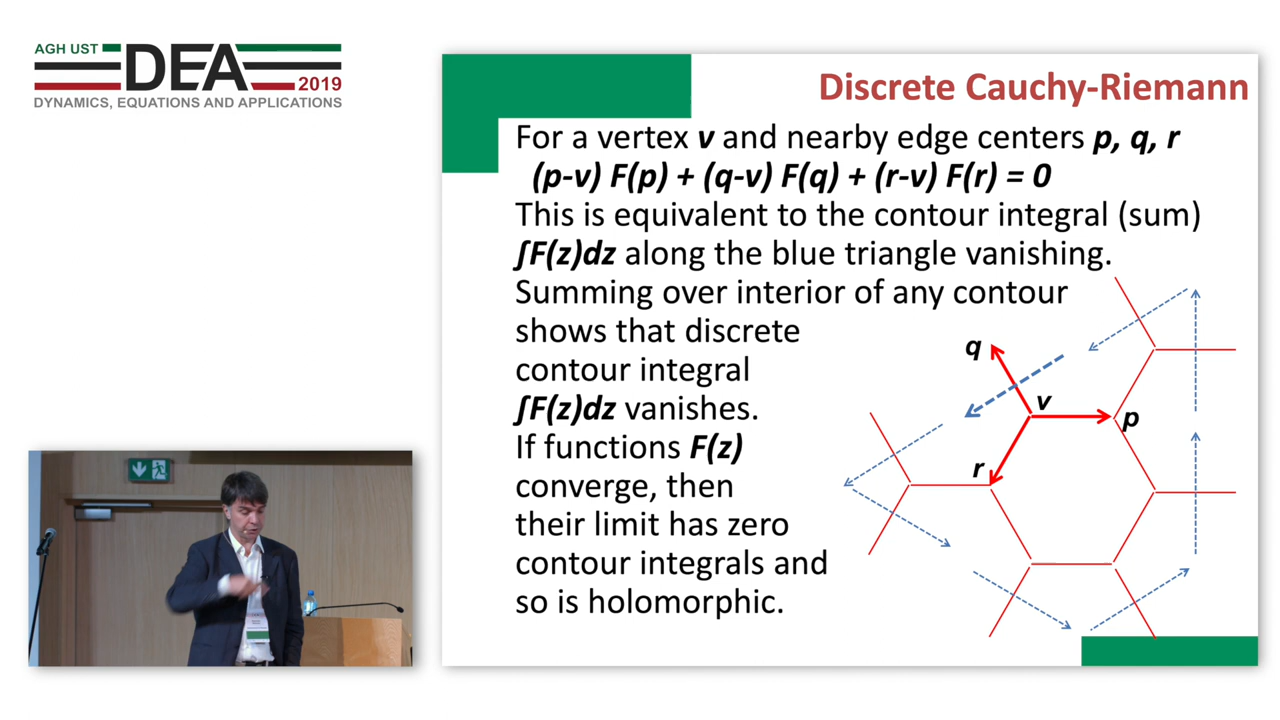 AGH UST
DEA
2019
DYNAMICS, EQUATIONS AND APPLICATIONS
Discrete Cauchy-Riemann
For a vertex v and nearby edge centers p, q, r
(p-v) F(p) + (q-v) F(q) + (r-v) F(r) = 0
This is equivalent to the contour integral (sum)
∫F(z)dz along the blue triangle vanishing.
Summing over interior of any contour
shows that discrete
contour integral
∫F(z)dz vanishes.
If functions F(z)
converge, then
their limit has zero
contour integrals and
so is holomorphic.
q
v
p
r